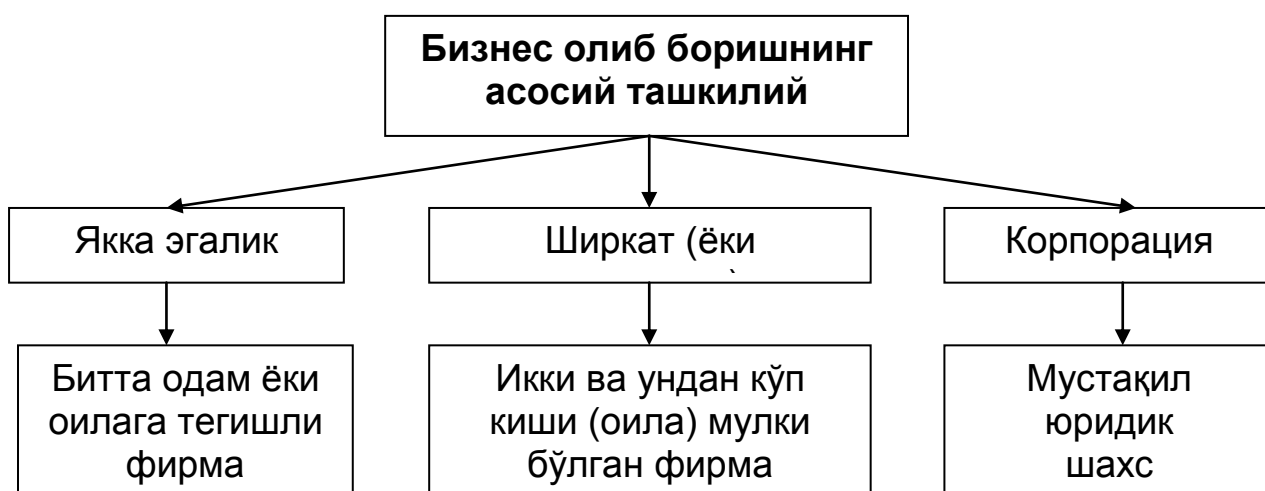 Бизнес олиб боришнинг
асосий ташкилий
Якка эгалик
Ширкат (ёки
Корпорация
Битта одам ёки
оилага тегишли
фирма
Икки ва ундан кўп
киши (оила) мулки
бўлган фирма
Мустақил
юридик
шахс